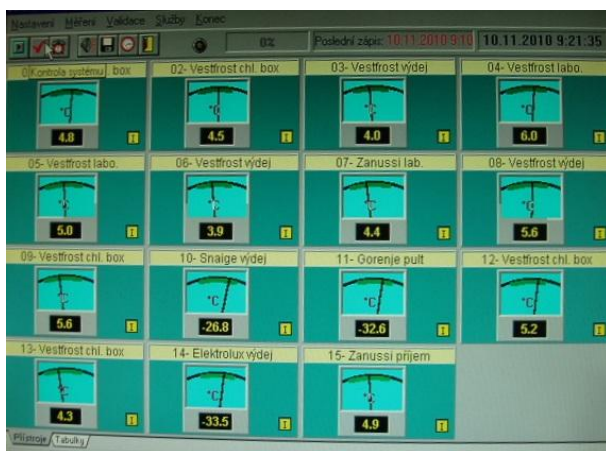 Nastavení Měření Validace Služby Konec
0% Poslední zápis: 10.11.2010 9:10 10.11.2010 9:21:35
0 Kontrola systému . box 02- Vestfrost chl. box 03- Vestfrost výdej 04- Vestfrost labo.
°C °C °C °C
4.8 I 4.5 I 4.0 I 6.0 I
05- Vestfrost labo. 06- Vestfrost výdej 07- Zanussi lab. 08- Vestfrost výdej
°C °C °C °C
5.0 I 3.9 I 4.4 I 5.6 I
09- Vestfrost chl. box 10- Snaige výdej 11- Gorenje pult 12- Vestfrost chl. box
°C °C °C °C
5.6 I -26.8 I -32.6 I 5.2 I
13- Vestfrost chl. box 14- Elektrolux výdej 15- Zanussi příjem
°C °C °C
4.3 I -33.5 I 4.9 I
Přístroje Tabulky